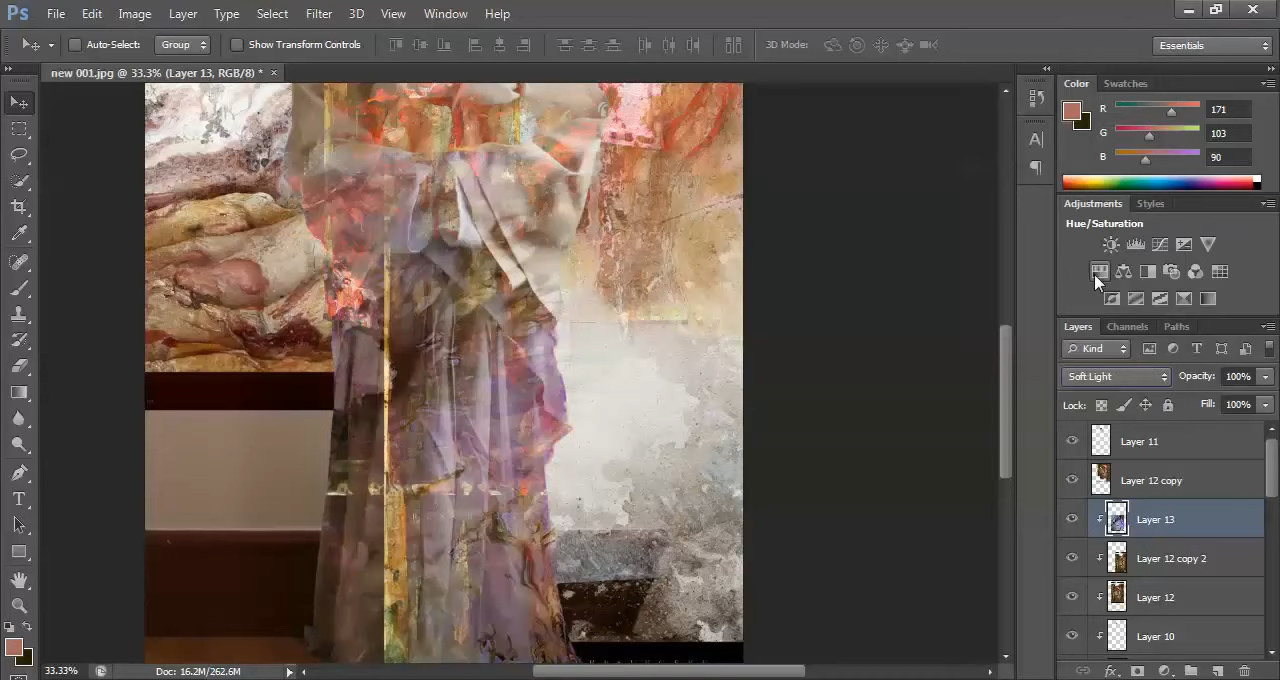 Ps File Edit Image Layer Type Select Filter 3D View Window Help
Auto-Select: Group Show Transform Controls 3D Mode: Essentials
new 001.jpg @ 33.3% (Layer 13, RGB/8) * ×
Color Swatches
R 171
G 103
B 90
Adjustments Styles
Hue/Saturation
Layers Channels Paths
Kind
Soft Light Opacity: 100%
Lock: Fill: 100%
Layer 11
Layer 12 copy
Layer 13
Layer 12 copy 2
Layer 12
Layer 10
33.33% Doc: 16.2M/262.6M